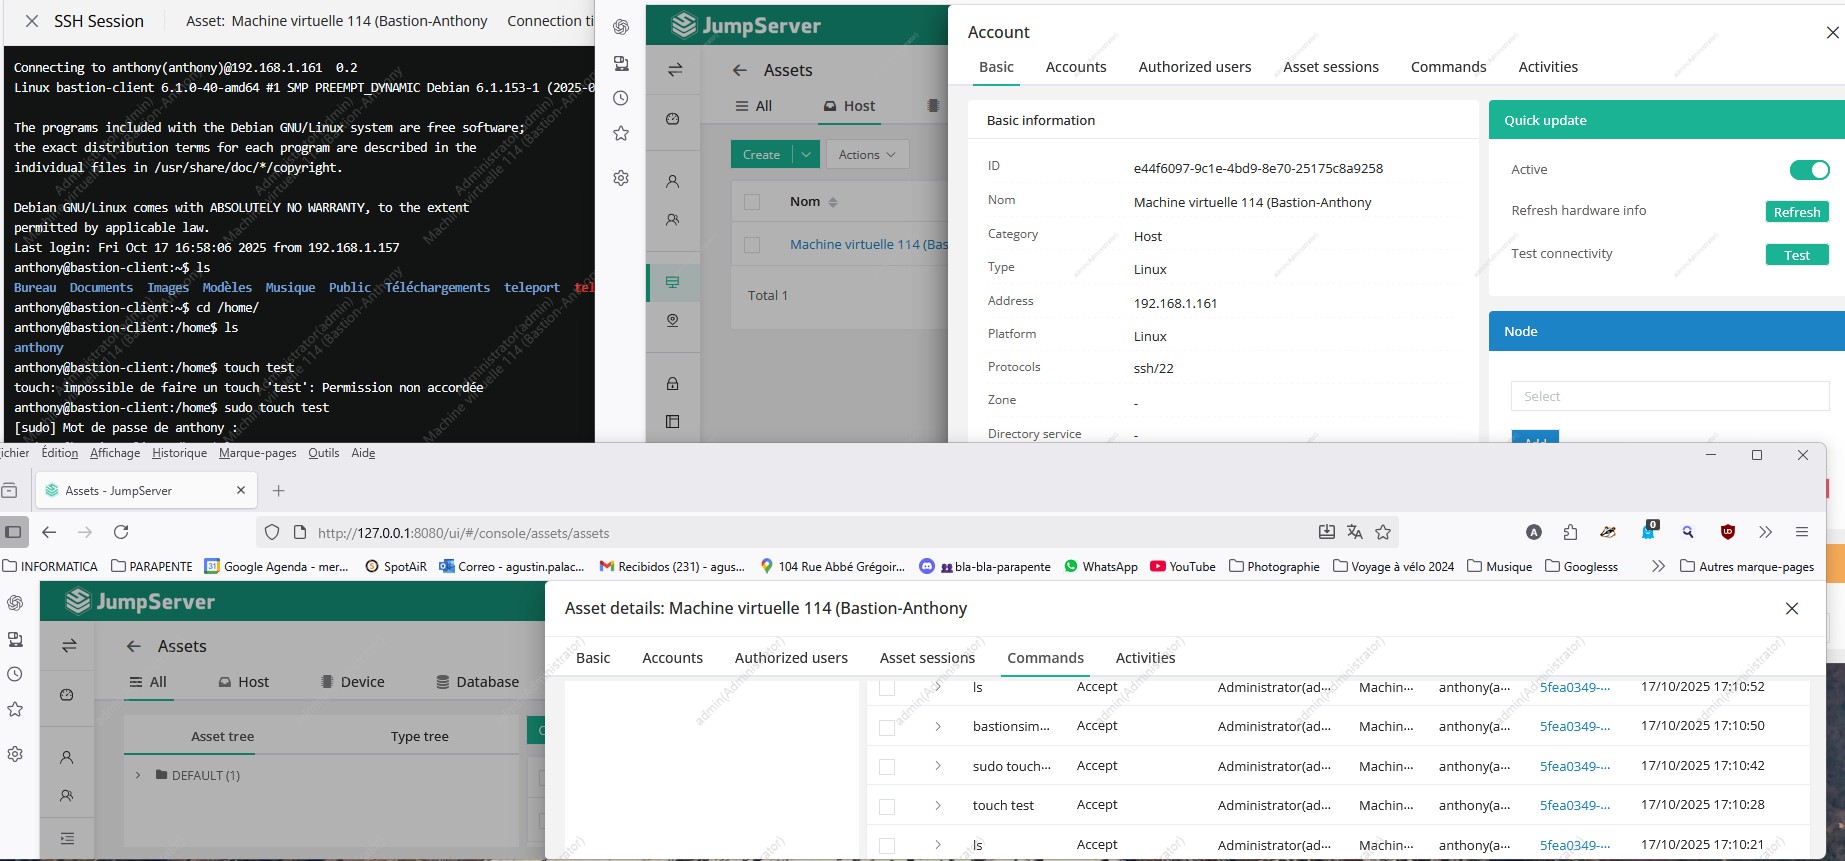 SSH Session
Asset: Machine virtuelle 114 (Bastion-Anthony
Connection ti
Connecting to anthony(anthony)@192.168.1.161  0.2
Linux bastion-client 6.1.0-40-amd64 #1 SMP PREEMPT_DYNAMIC Debian 6.1.153-1 (2025-0
The programs included with the Debian GNU/Linux system are free software;
the exact distribution terms for each program are described in the
individual files in /usr/share/doc/*/copyright.
Debian GNU/Linux comes with ABSOLUTELY NO WARRANTY, to the extent
permitted by applicable law.
Last login: Fri Oct 17 16:58:06 2025 from 192.168.1.157
anthony@bastion-client:~$ ls
Bureau  Documents  Images  Modèles  Musique  Public  Téléchargements  teleport  tel
anthony@bastion-client:~$ cd /home/
anthony@bastion-client:/home$ ls
anthony
anthony@bastion-client:/home$ touch test
touch: impossible de faire un touch 'test': Permission non accordée
anthony@bastion-client:/home$ sudo touch test
[sudo] Mot de passe de anthony :
Administrator(admin)
Machine virtuelle 114 (Bastion-Anthony
JumpServer
Assets
All
Host
Create
Actions
Nom
Machine virtuelle 114 (Bas
Total 1
Account
Basic
Accounts
Authorized users
Asset sessions
Commands
Activities
Basic information
ID
e44f6097-9c1e-4bd9-8e70-25175c8a9258
Nom
Machine virtuelle 114 (Bastion-Anthony
Category
Host
Type
Linux
Address
192.168.1.161
Platform
Linux
Protocols
ssh/22
Zone
-
Directory service
-
Quick update
Active
Refresh hardware info
Refresh
Test connectivity
Test
Node
Select
Add
ichier
Édition
Affichage
Historique
Marque-pages
Outils
Aide
Assets - JumpServer
http://127.0.0.1:8080/ui/#/console/assets/assets
A
0
INFORMATICA
PARAPENTE
31
Google Agenda - mer...
SpotAiR
Correo - agustin.palac...
Recibidos (231) - agus...
104 Rue Abbé Grégoir...
bla-bla-parapente
WhatsApp
YouTube
Photographie
Voyage à vélo 2024
Musique
Googlesss
Autres marque-pages
JumpServer
Assets
All
Host
Device
Database
Asset tree
Type tree
DEFAULT (1)
C
Asset details: Machine virtuelle 114 (Bastion-Anthony
Basic
Accounts
Authorized users
Asset sessions
Commands
Activities
ls Accept Administrator(ad··· Machin··· anthony(a··· 5fea0349-··· 17/10/2025 17:10:52
bastionsim··· Accept Administrator(ad··· Machin··· anthony(a··· 5fea0349-··· 17/10/2025 17:10:50
sudo touch··· Accept Administrator(ad··· Machin··· anthony(a··· 5fea0349-··· 17/10/2025 17:10:42
touch test Accept Administrator(ad··· Machin··· anthony(a··· 5fea0349-··· 17/10/2025 17:10:28
ls Accept Administrator(ad··· Machin··· anthony(a··· 5fea0349-··· 17/10/2025 17:10:21
admin(Administrator)